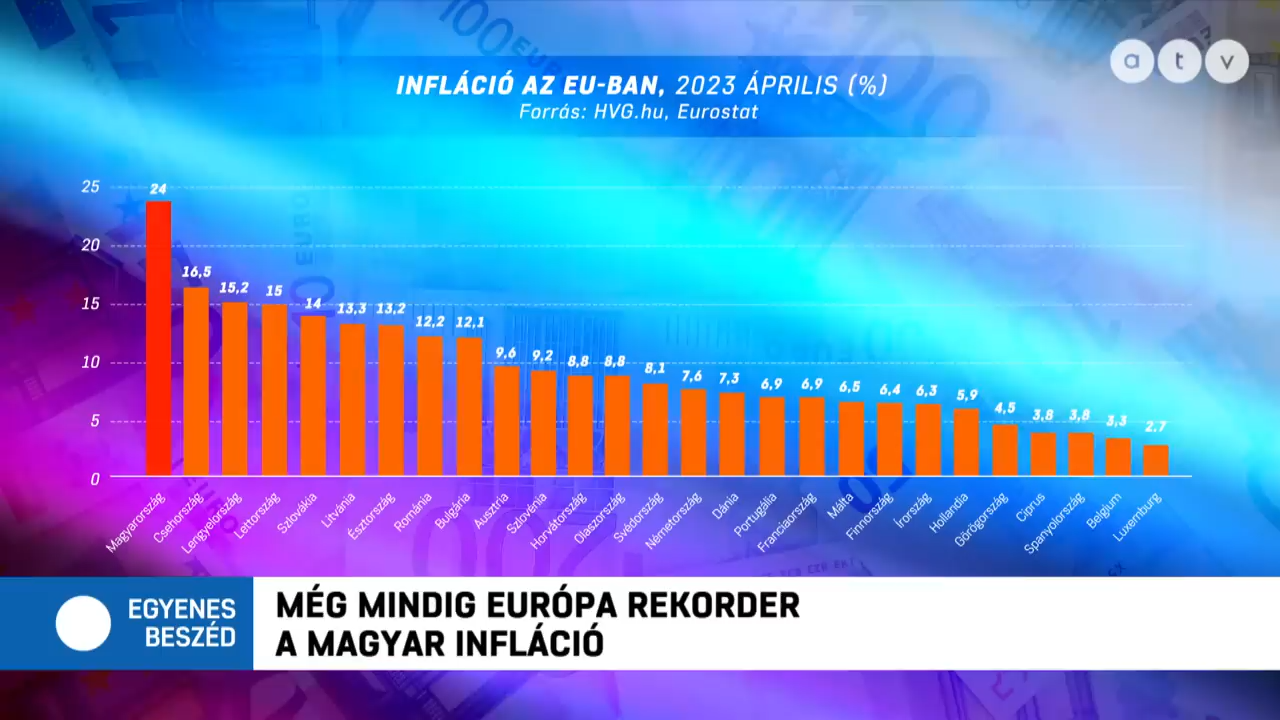 INFLÁCIÓ AZ EU-BAN, 2023 ÁPRILIS (%)
Forrás: HVG.hu, Eurostat
a t v
25
20
15
10
5
0
24
16,5
15,2
15
14
13,3
13,2
12,2
12,1
9,6
9,2
8,8
8,8
8,1
7,6
7,3
6,9
6,9
6,5
6,4
6,3
5,9
4,5
3,8
3,8
3,3
2,7
Magyarország
Csehország
Lengyelország
Lettország
Szlovákia
Litvánia
Észtország
Románia
Bulgária
Ausztria
Szlovénia
Horvátország
Olaszország
Svédország
Németország
Dánia
Portugália
Franciaország
Málta
Finnország
Írország
Hollandia
Görögország
Ciprus
Spanyolország
Belgium
Luxemburg
EGYENES
BESZÉD
MÉG MINDIG EURÓPA REKORDER
A MAGYAR INFLÁCIÓ